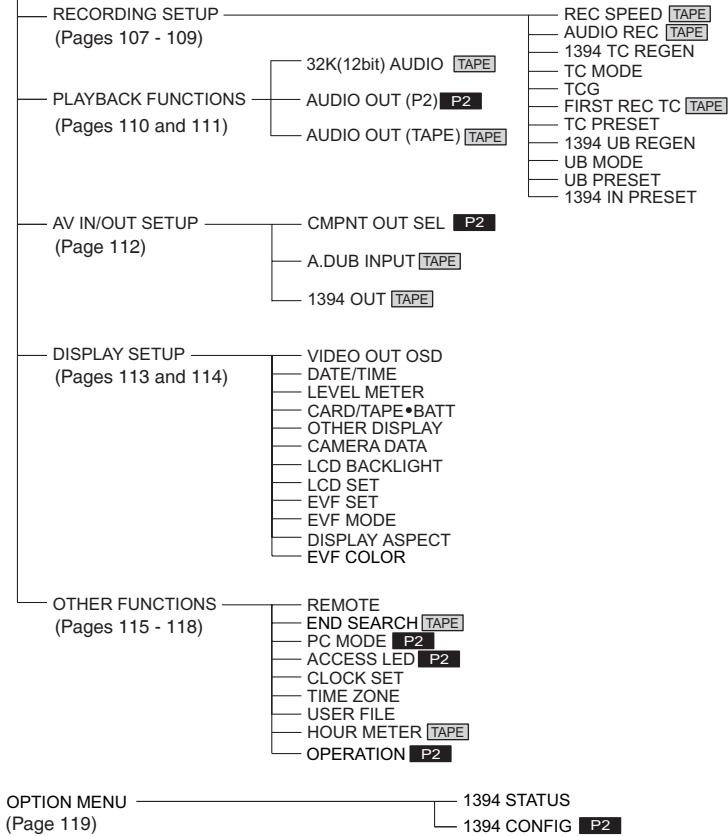 RECORDING SETUP
(Pages 107 - 109)
REC SPEED TAPE
AUDIO REC TAPE
1394 TC REGEN
TC MODE
TCG
FIRST REC TC TAPE
TC PRESET
1394 UB REGEN
UB MODE
UB PRESET
1394 IN PRESET
PLAYBACK FUNCTIONS
(Pages 110 and 111)
32K(12bit) AUDIO TAPE
AUDIO OUT (P2) P2
AUDIO OUT (TAPE) TAPE
AV IN/OUT SETUP
(Page 112)
CMPNT OUT SEL P2
A.DUB INPUT TAPE
1394 OUT TAPE
DISPLAY SETUP
(Pages 113 and 114)
VIDEO OUT OSD
DATE/TIME
LEVEL METER
CARD/TAPE•BATT
OTHER DISPLAY
CAMERA DATA
LCD BACKLIGHT
LCD SET
EVF SET
EVF MODE
DISPLAY ASPECT
EVF COLOR
OTHER FUNCTIONS
(Pages 115 - 118)
REMOTE
END SEARCH TAPE
PC MODE P2
ACCESS LED P2
CLOCK SET
TIME ZONE
USER FILE
HOUR METER TAPE
OPERATION P2
OPTION MENU
(Page 119)
1394 STATUS
1394 CONFIG P2